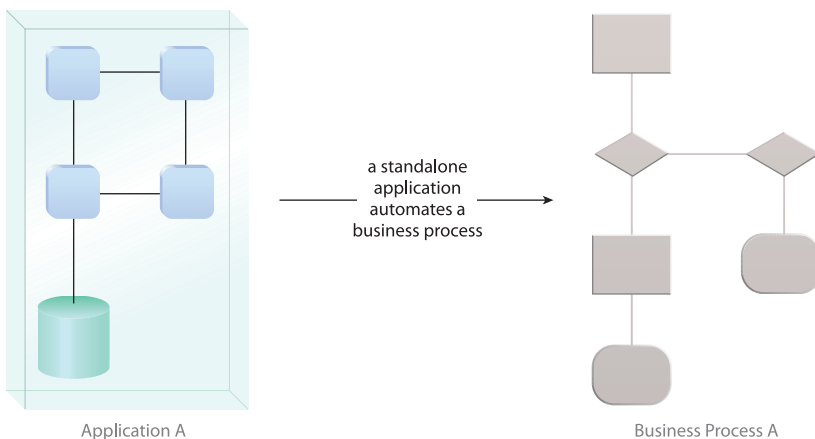 a standalone
application
automates a
business process
Application A
Business Process A